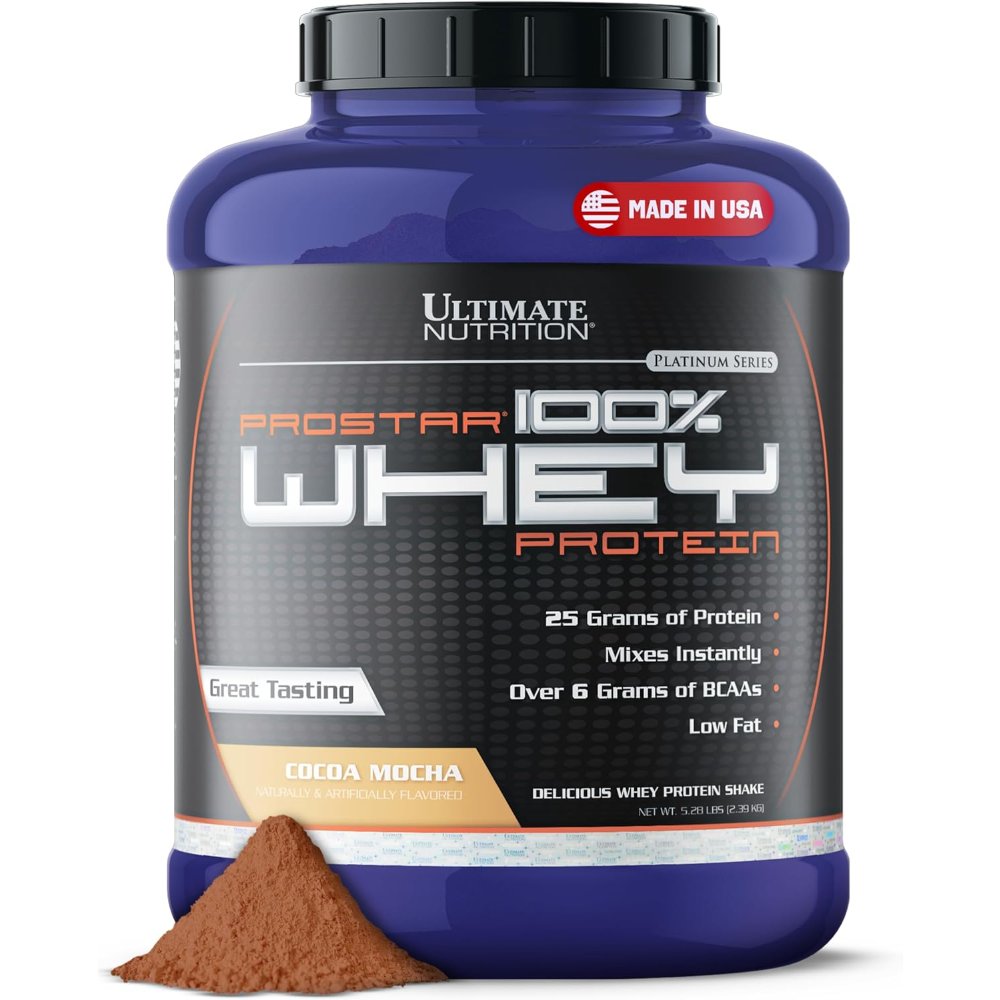 MADE IN USA
ULTIMATE
NUTRITION®
PLATINUM SERIES
PROSTAR® 100%
WHEY
PROTEIN
25 Grams of Protein •
Mixes Instantly •
Over 6 Grams of BCAAs •
Low Fat •
Great Tasting
COCOA MOCHA
NATURALLY & ARTIFICIALLY FLAVORED
DELICIOUS WHEY PROTEIN SHAKE
NET WT. 5.28 LBS (2.39 KG)